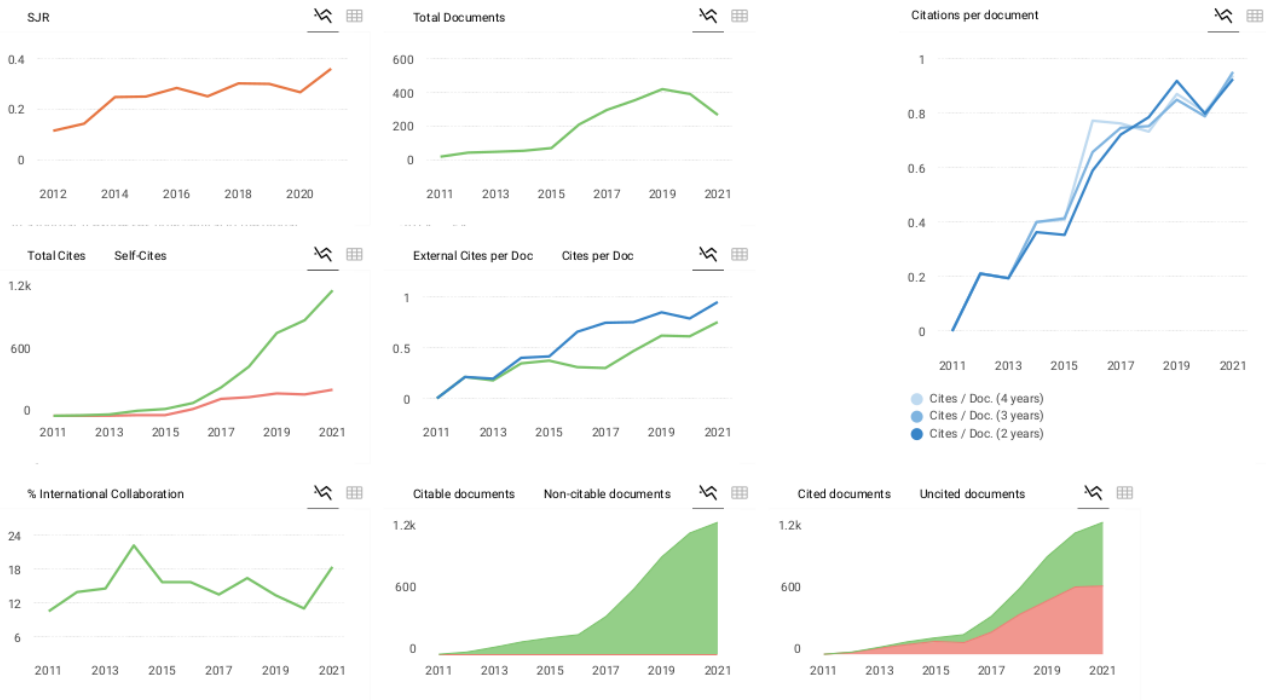 SJR
0.4
0.2
0
2012 2014 2016 2018 2020
Total Documents
600
400
200
0
2011 2013 2015 2017 2019 2021
Citations per document
1
0.8
0.6
0.4
0.2
0
2011 2013 2015 2017 2019 2021
Cites / Doc. (4 years)
Cites / Doc. (3 years)
Cites / Doc. (2 years)
Total Cites Self-Cites
1.2k
600
0
2011 2013 2015 2017 2019 2021
External Cites per Doc Cites per Doc
1
0.5
0
2011 2013 2015 2017 2019 2021
% International Collaboration
24
18
12
6
2011 2013 2015 2017 2019 2021
Citable documents Non-citable documents
1.2k
600
0
2011 2013 2015 2017 2019 2021
Cited documents Uncited documents
1.2k
600
0
2011 2013 2015 2017 2019 2021